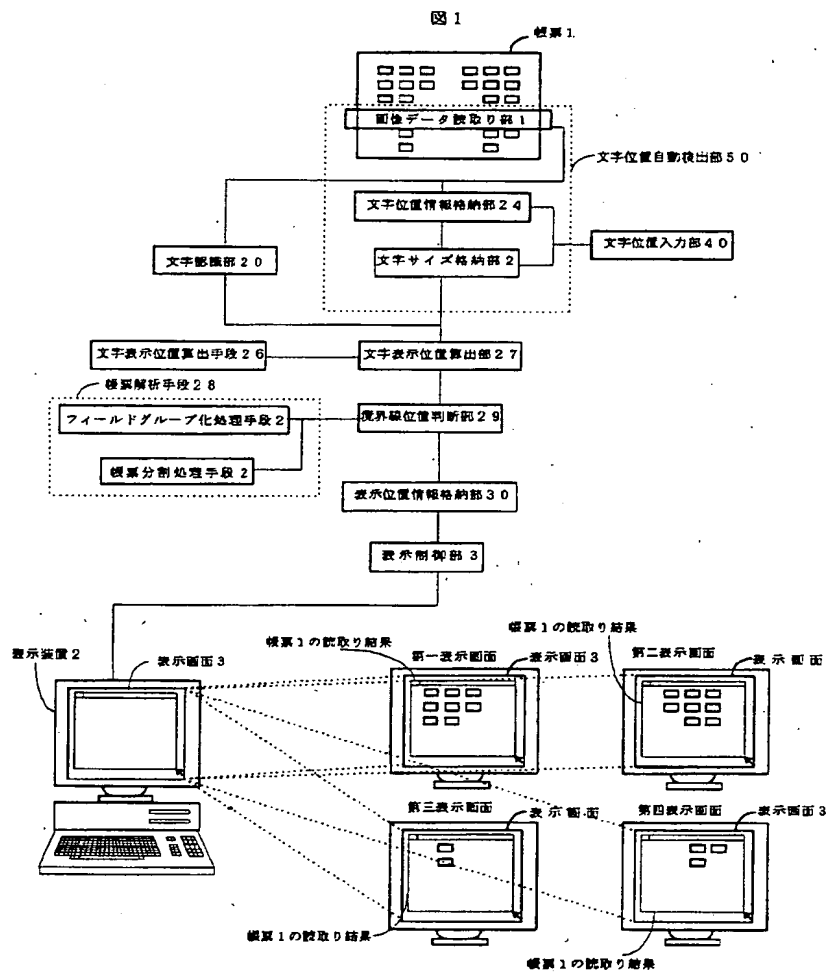 図1
帳票1
画像データ読取り部1
文字位置自動検出部50
文字位置情報格納部24
文字サイズ格納部2
文字位置入力部40
文字認識部20
文字表示位置算出手段26
文字表示位置算出部27
帳票解析手段28
フィールドグループ化処理手段2
境界線位置判断部29
帳票分割処理手段2
表示位置情報格納部30
表示制御部3
表示装置2
表示画面3
帳票1の読取り結果
第一表示画面
表示画面3
帳票1の読取り結果
第二表示画面
表示画面
第三表示画面
表示画面
帳票1の読取り結果
第四表示画面
表示画面3
帳票1の読取り結果